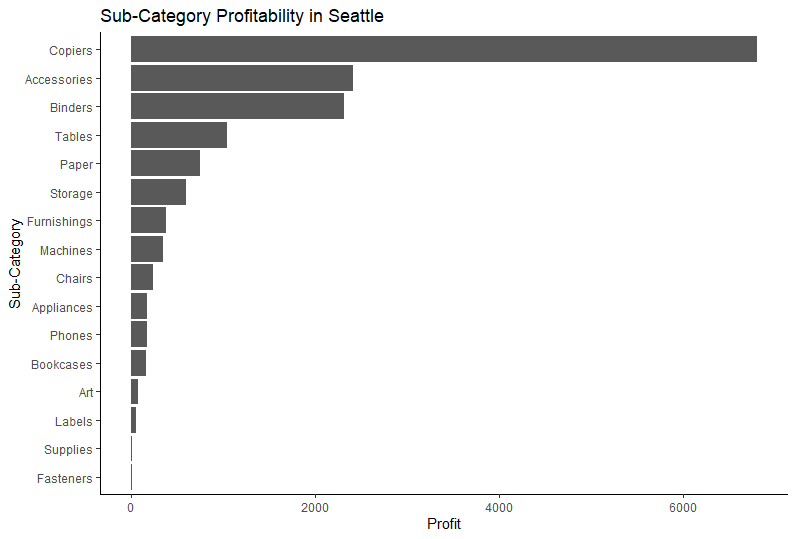 Sub-Category Profitability in Seattle
Copiers
Accessories
Binders
Tables
Paper
Storage
Furnishings
Machines
Chairs
Appliances
Phones
Bookcases
Art
Labels
Supplies
Fasteners
Sub-Category
0 2000 4000 6000
Profit